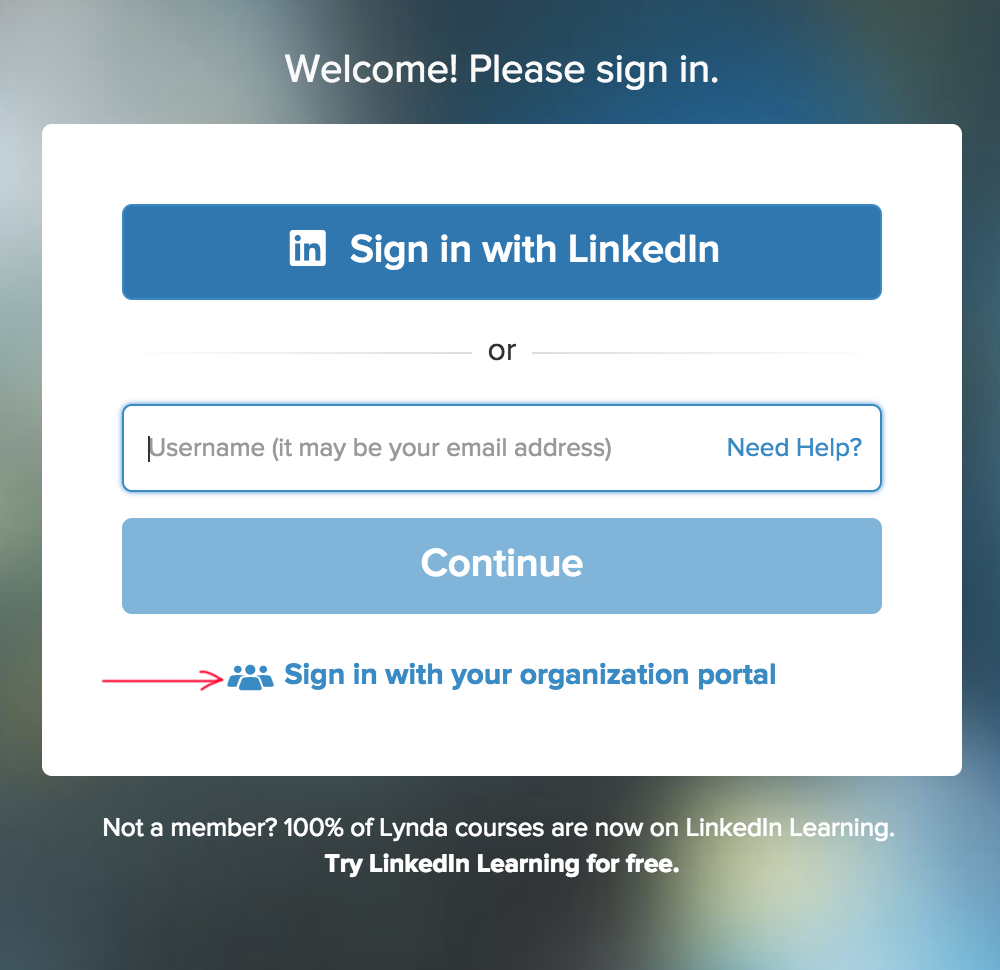 Welcome! Please sign in.
in Sign in with LinkedIn
or
Username (it may be your email address) Need Help?
Continue
Sign in with your organization portal
Not a member? 100% of Lynda courses are now on LinkedIn Learning.
Try LinkedIn Learning for free.